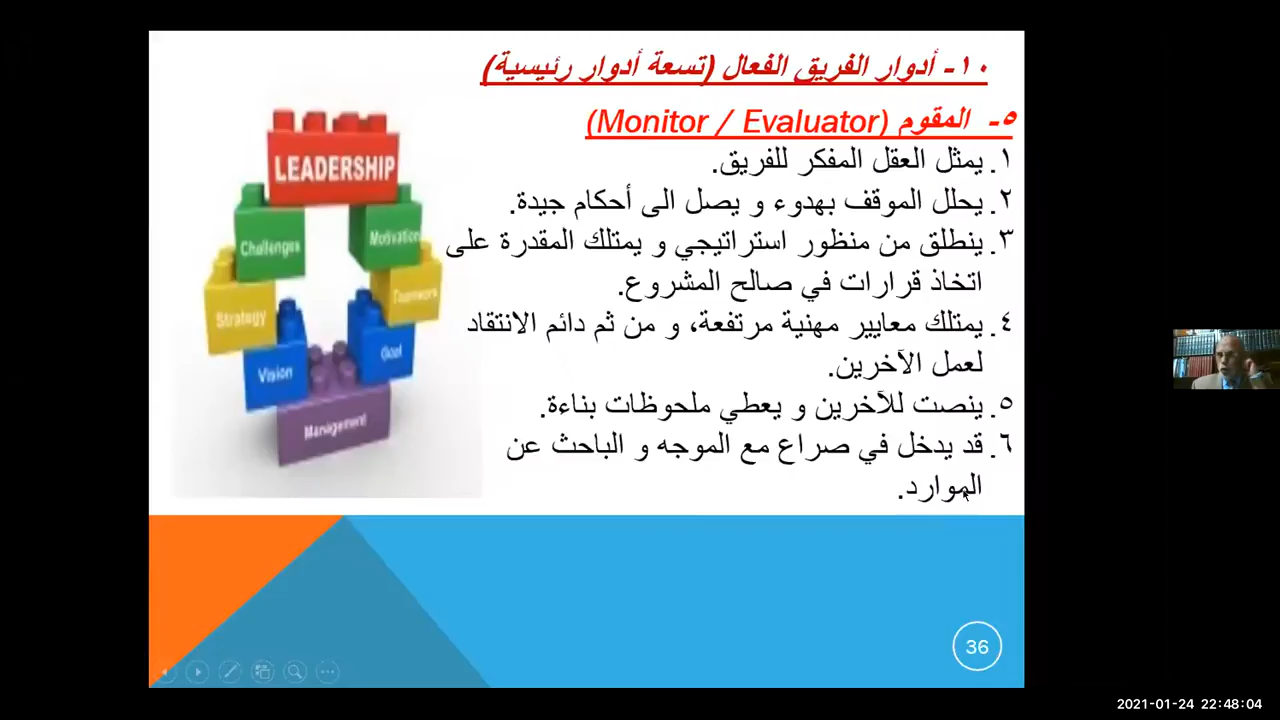 ١٠- أدوار الفريق الفعال (تسعة أدوار رئيسية)
٥- المقوم (Monitor / Evaluator)
١. يمثل العقل المفكر للفريق.
٢. يحلل الموقف بهدوء و يصل الى أحكام جيدة.
٣. ينطلق من منظور استراتيجي و يمتلك المقدرة على
اتخاذ قرارات في صالح المشروع.
٤. يمتلك معايير مهنية مرتفعة، و من ثم دائم الانتقاد
لعمل الآخرين.
٥. ينصت للآخرين و يعطي ملحوظات بناءة.
٦. قد يدخل في صراع مع الموجه و الباحث عن
الموارد.
LEADERSHIP
Challenges
Motivation
Strategy
Teamwork
Vision
Goal
Management
36
2021-01-24 22:48:04